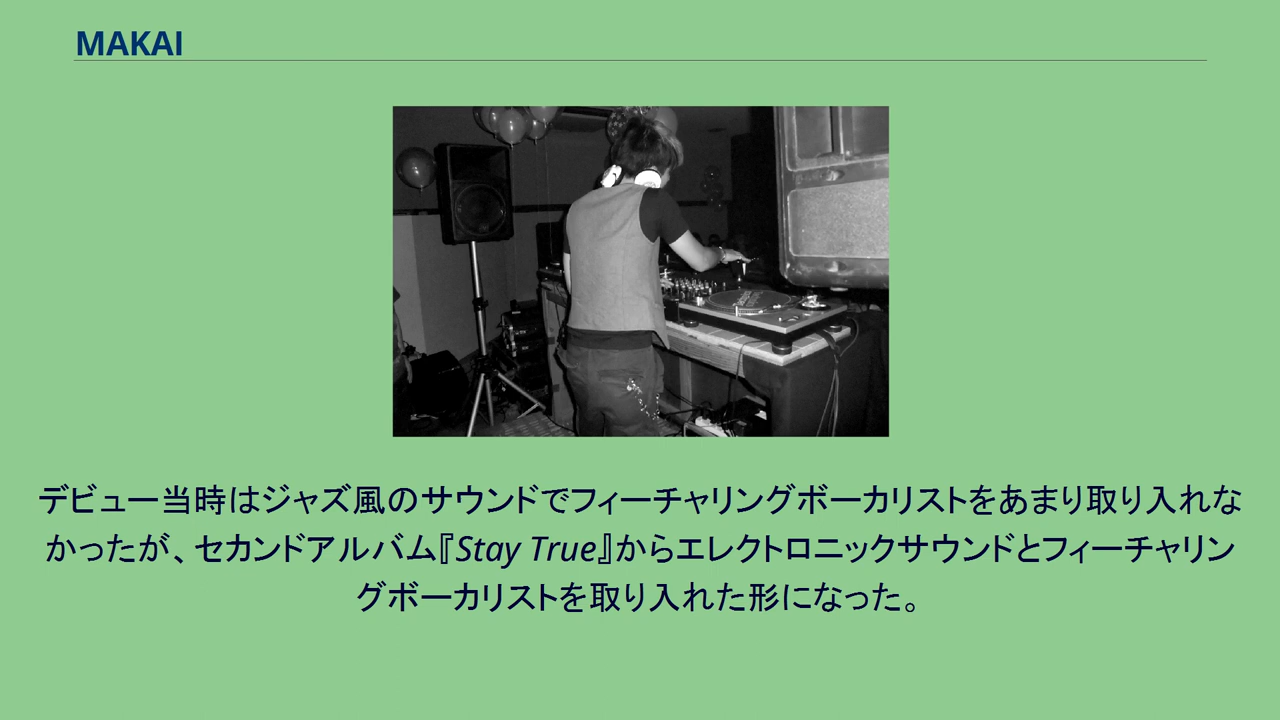 MAKAI
デビュー当時はジャズ風のサウンドでフィーチャリングボーカリストをあまり取り入れな
かったが、セカンドアルバム『Stay True』からエレクトロニックサウンドとフィーチャリン
グボーカリストを取り入れた形になった。